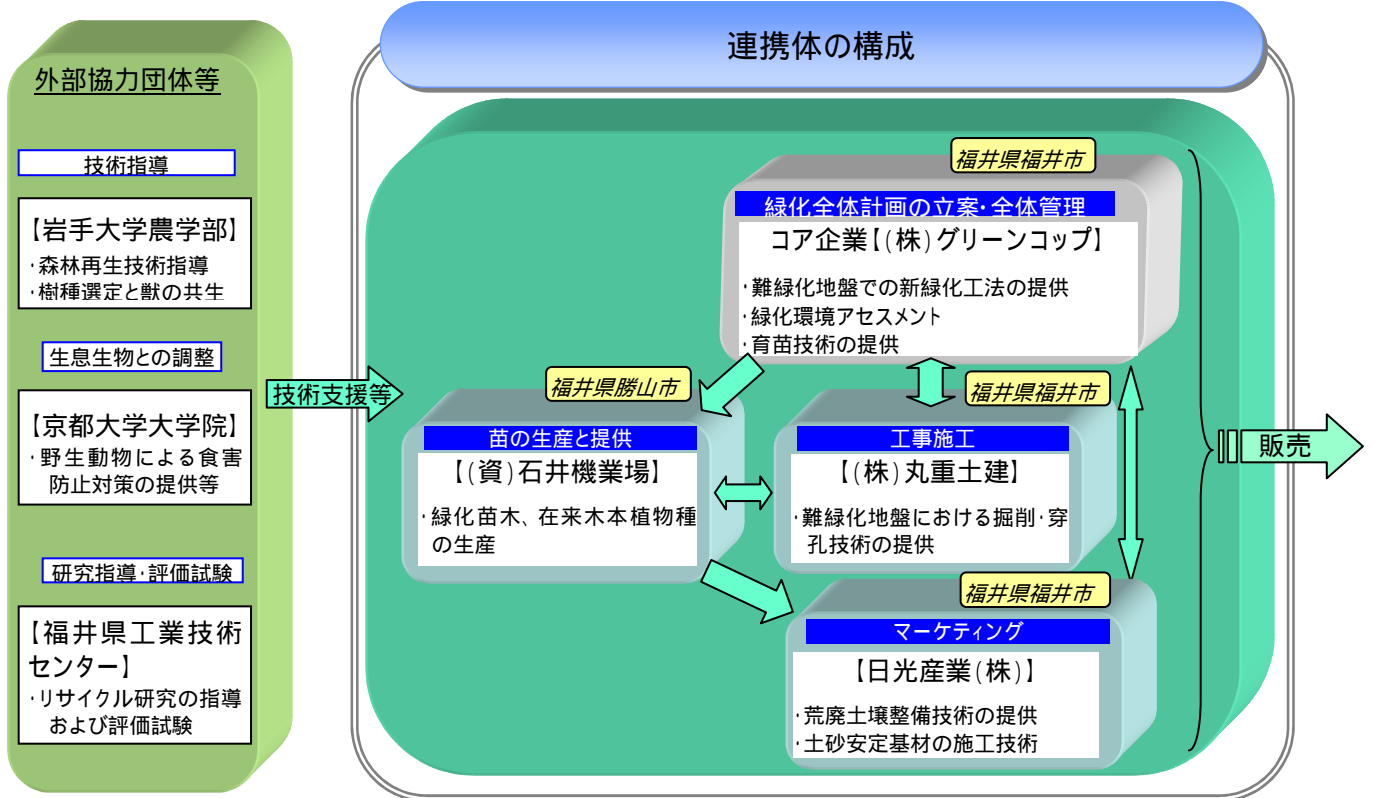 連携体の構成
外部協力団体等
技術指導
【岩手大学農学部】
・森林再生技術指導
・樹種選定と獣の共生
生息生物との調整
【京都大学大学院】
・野生動物による食害
防止対策の提供等
研究指導・評価試験
【福井県工業技術
センター】
・リサイクル研究の指導
および評価試験
技術支援等
福井県福井市
緑化全体計画の立案・全体管理
コア企業【(株)グリーンコップ】
・難緑化地盤での新緑化工法の提供
・緑化環境アセスメント
・育苗技術の提供
福井県勝山市
苗の生産と提供
【(資)石井機業場】
・緑化苗木、在来木本植物種
の生産
福井県福井市
工事施工
【(株)丸重土建】
・難緑化地盤における掘削・穿
孔技術の提供
福井県福井市
マーケティング
【日光産業(株)】
・荒廃土壌整備技術の提供
・土砂安定基材の施工技術
販売